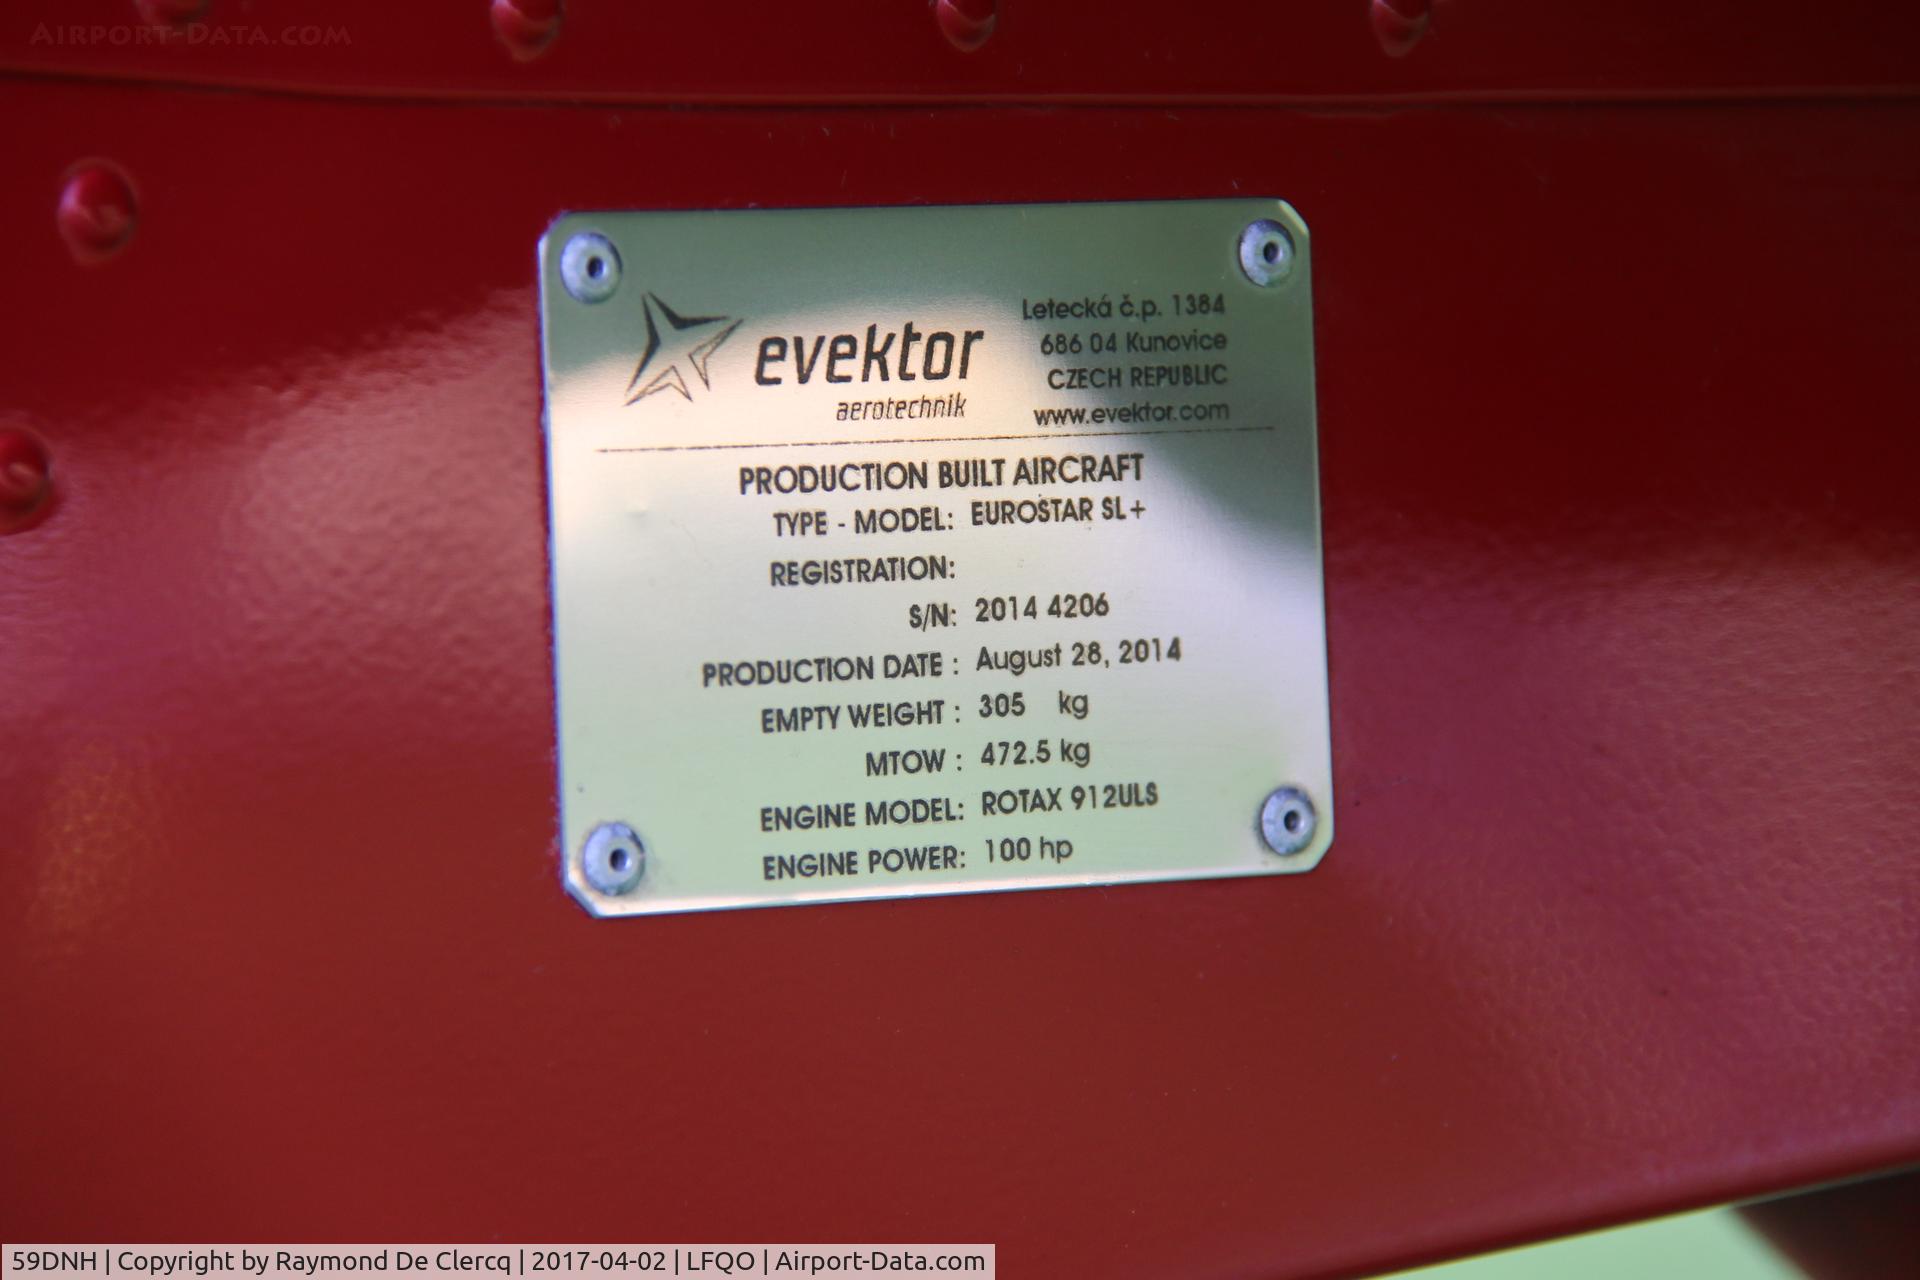 AIRPORT-DATA.COM
evektor
aerotechnik
Letecká č.p. 1384
686 04 Kunovice
CZECH REPUBLIC
www.evektor.com
PRODUCTION BUILT AIRCRAFT
TYPE - MODEL: EUROSTAR SL+
REGISTRATION:
S/N: 2014 4206
PRODUCTION DATE : August 28, 2014
EMPTY WEIGHT : 305 kg
MTOW : 472.5 kg
ENGINE MODEL: ROTAX 912ULS
ENGINE POWER: 100 hp
59DNH | Copyright by Raymond De Clercq | 2017-04-02 | LFQO | Airport-Data.com